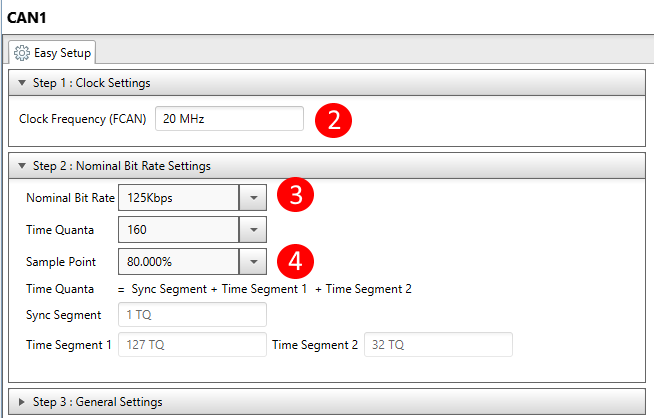 CAN1
Easy Setup
Step 1 : Clock Settings
Clock Frequency (FCAN) 20 MHz 2
Step 2 : Nominal Bit Rate Settings
Nominal Bit Rate 125Kbps 3
Time Quanta 160
Sample Point 80.000% 4
Time Quanta = Sync Segment + Time Segment 1 + Time Segment 2
Sync Segment 1 TQ
Time Segment 1 127 TQ Time Segment 2 32 TQ
Step 3 : General Settings